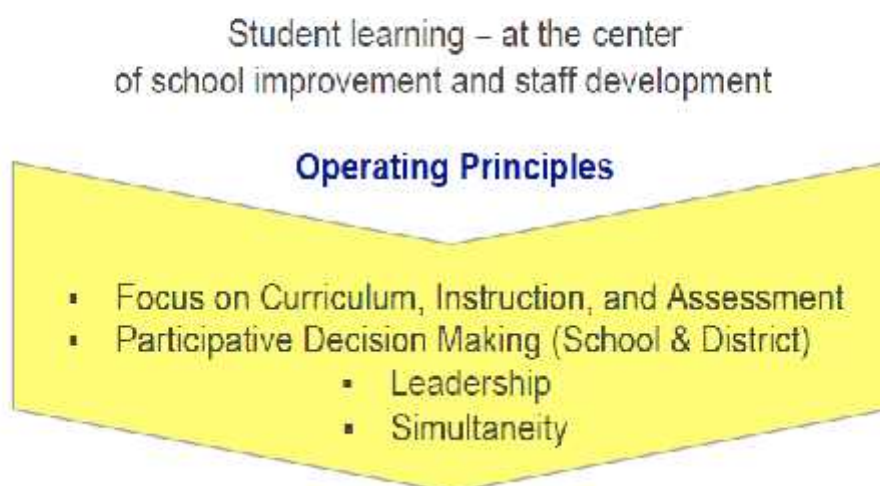 Student learning – at the center
of school improvement and staff development
Operating Principles
▪ Focus on Curriculum, Instruction, and Assessment
▪ Participative Decision Making (School & District)
▪ Leadership
▪ Simultaneity